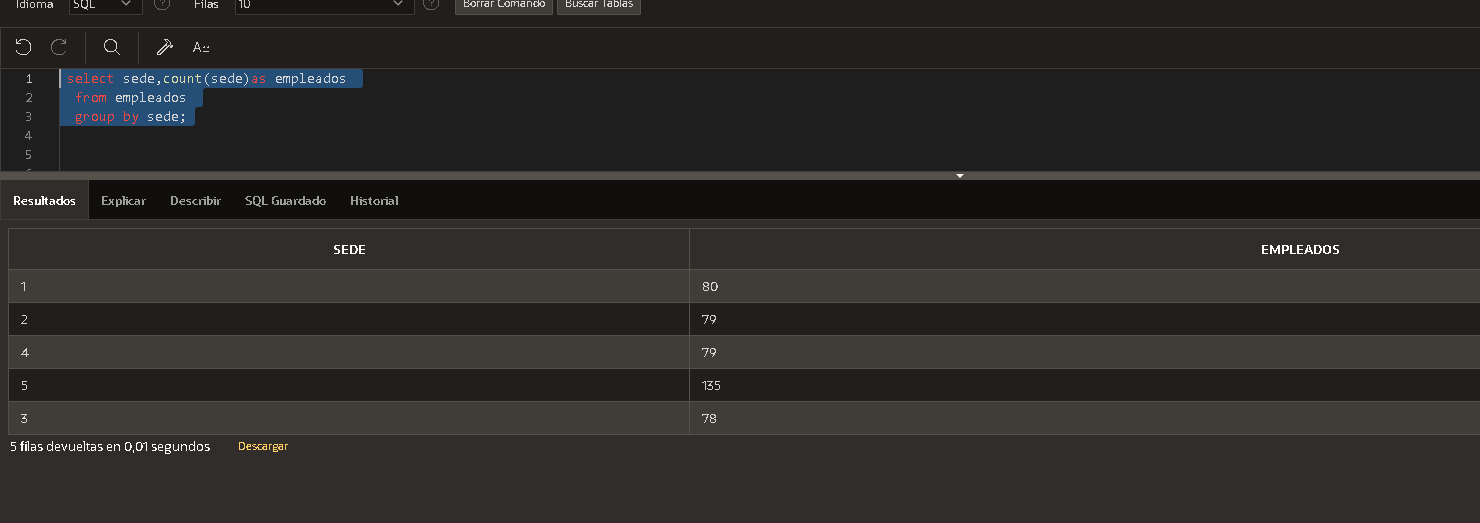 Idioma SQL Filas 10 Borrar Comando Buscar Tablas
1 select sede,count(sede)as empleados
2 from empleados
3 group by sede;
4
5
Resultados Explicar Describir SQL Guardado Historial
SEDE EMPLEADOS
1 80
2 79
4 79
5 135
3 78
5 filas devueltas en 0,01 segundos Descargar